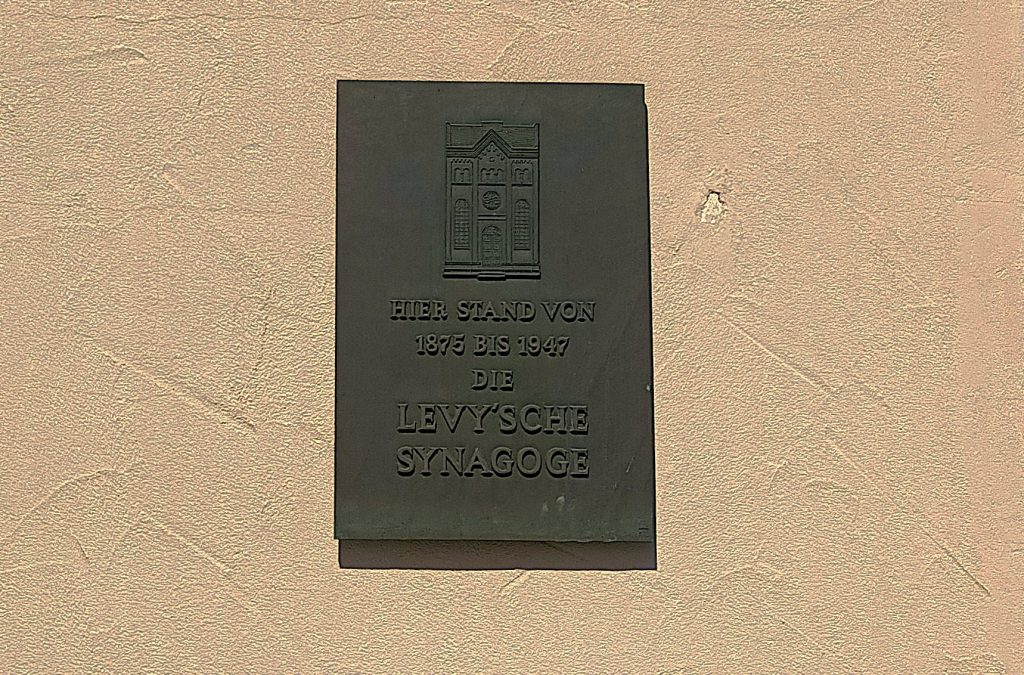 HIER STAND VON
1875 BIS 1947
DIE
LEVY'SCHE
SYNAGOGE